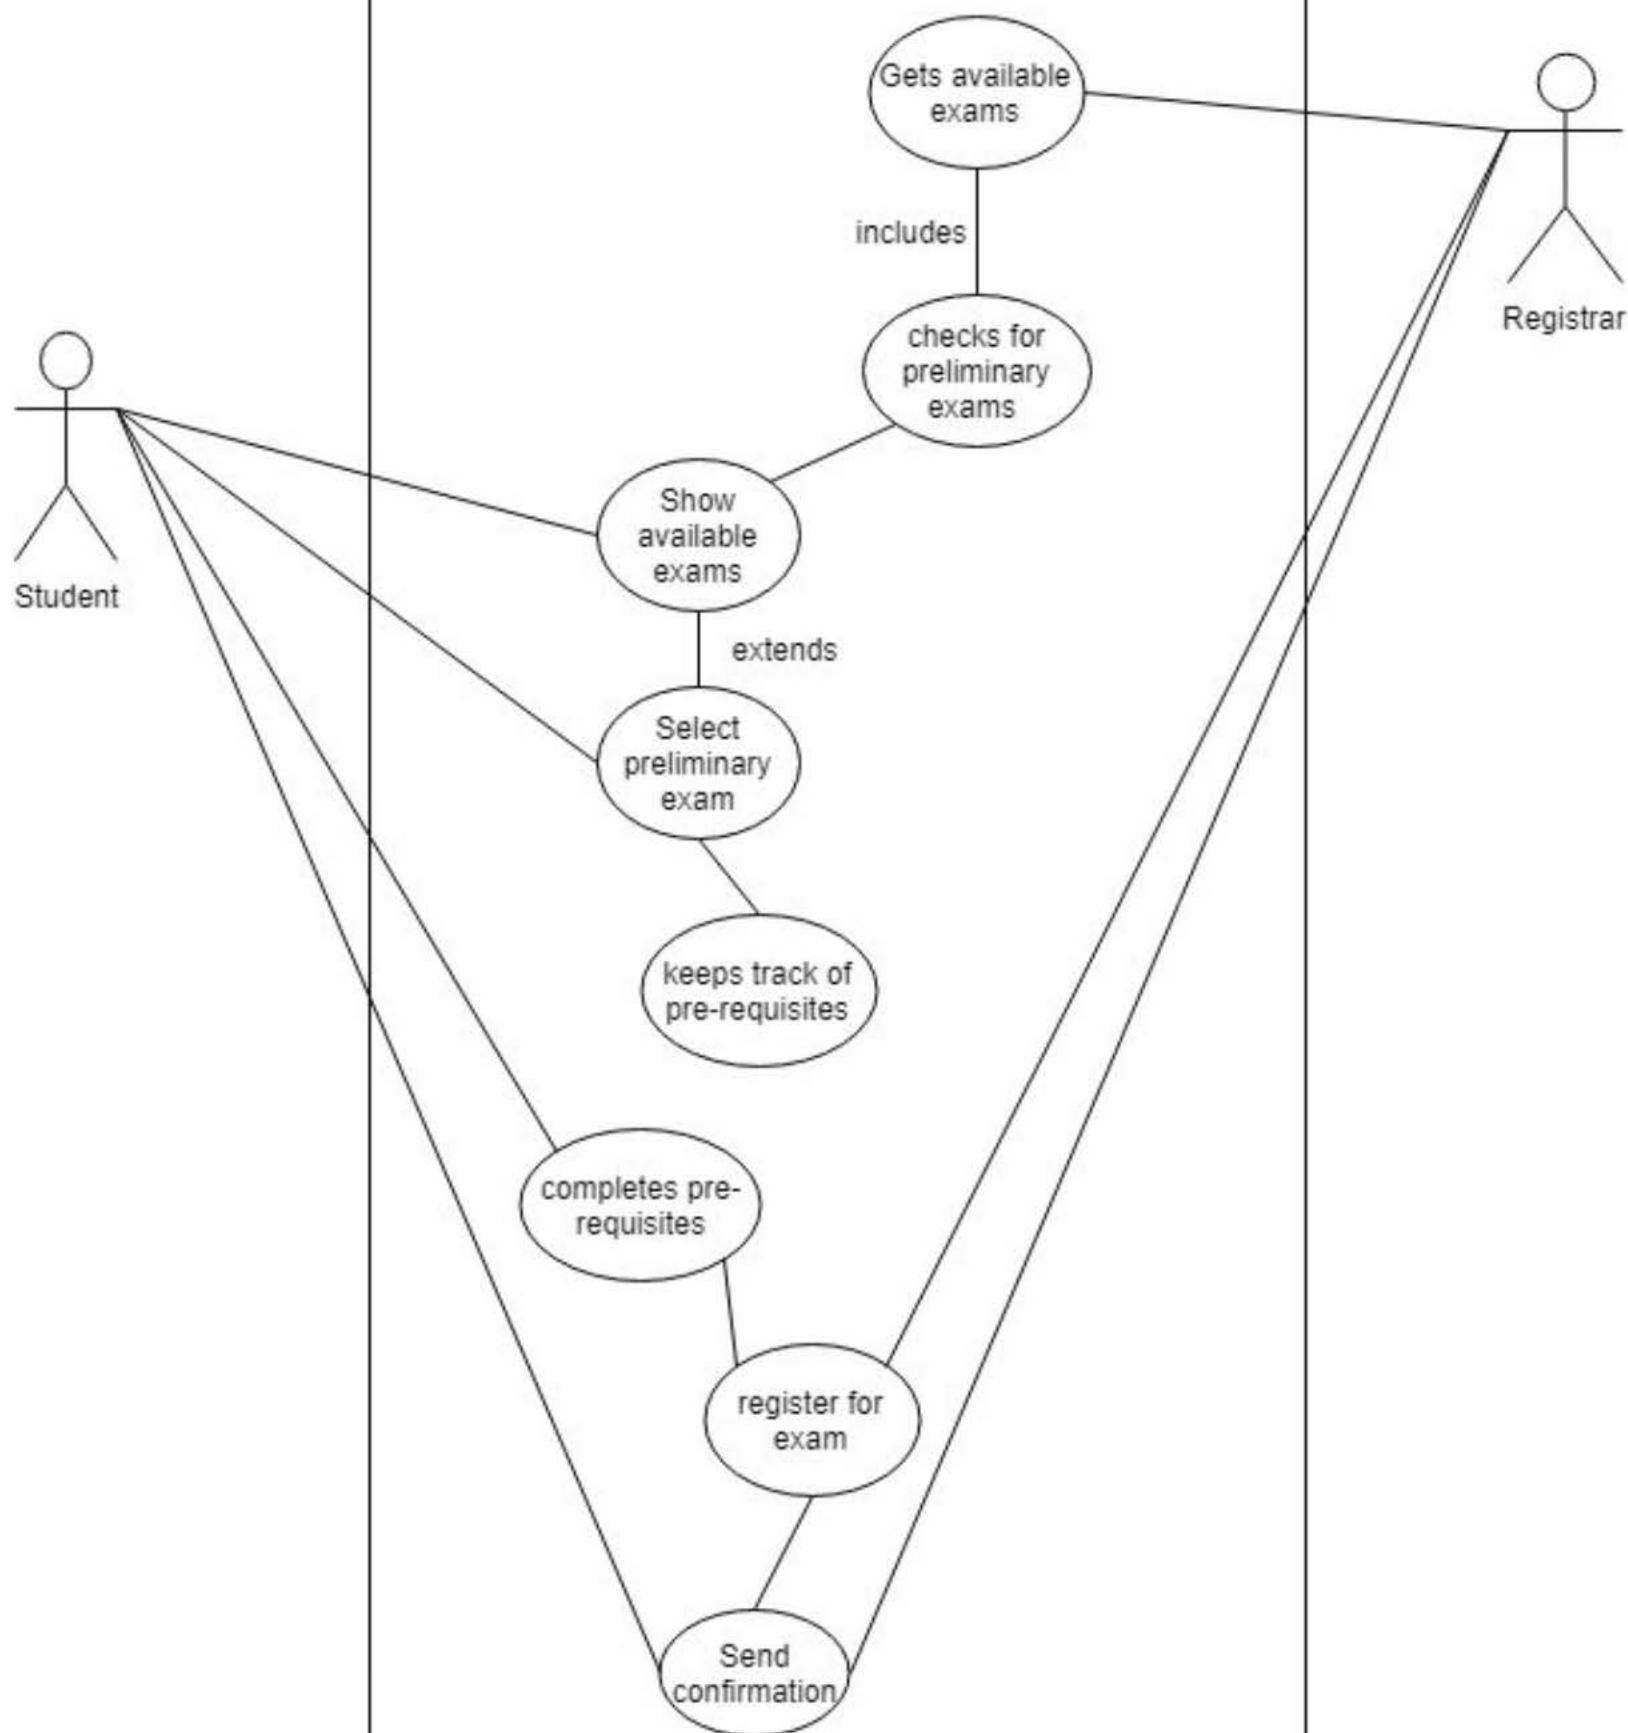 Gets available
exams
includes
Registrar
checks for
preliminary
exams
Show
available
exams
Student
extends
Select
preliminary
exam
keeps track of
pre-requisites
completes pre-
requisites
register for
exam
Send
confirmation